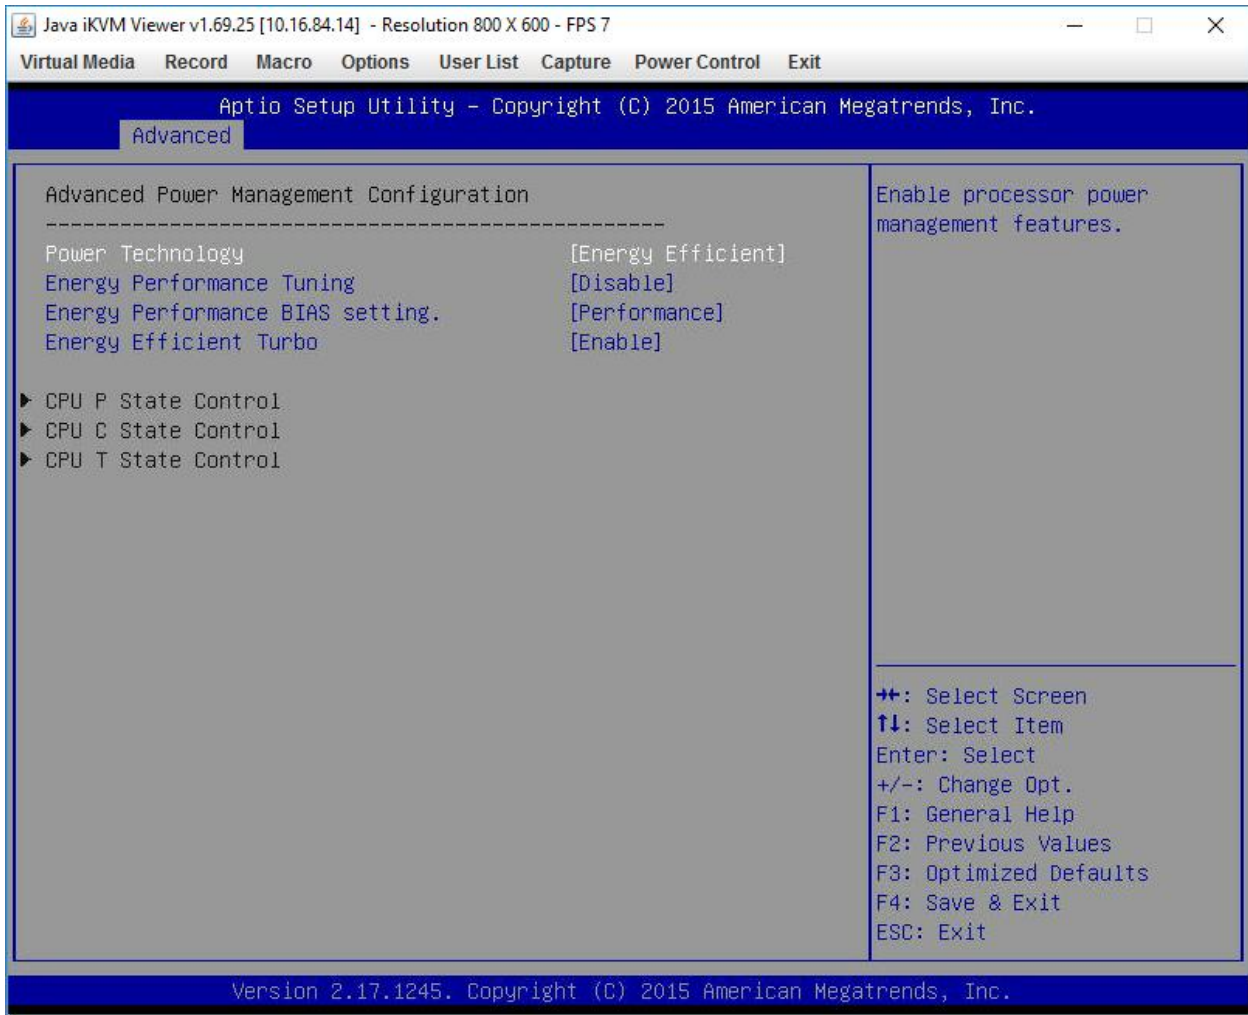 Java iKVM Viewer v1.69.25 [10.16.84.14] - Resolution 800 X 600 - FPS 7
Virtual Media Record Macro Options User List Capture Power Control Exit
Aptio Setup Utility – Copyright (C) 2015 American Megatrends, Inc.
Advanced
Advanced Power Management Configuration
--------------------------------------------------
Power Technology [Energy Efficient]
Energy Performance Tuning [Disable]
Energy Performance BIAS setting. [Performance]
Energy Efficient Turbo [Enable]
CPU P State Control
CPU C State Control
CPU T State Control
Enable processor power
management features.
→←: Select Screen
↑↓: Select Item
Enter: Select
+/-: Change Opt.
F1: General Help
F2: Previous Values
F3: Optimized Defaults
F4: Save & Exit
ESC: Exit
Version 2.17.1245. Copyright (C) 2015 American Megatrends, Inc.